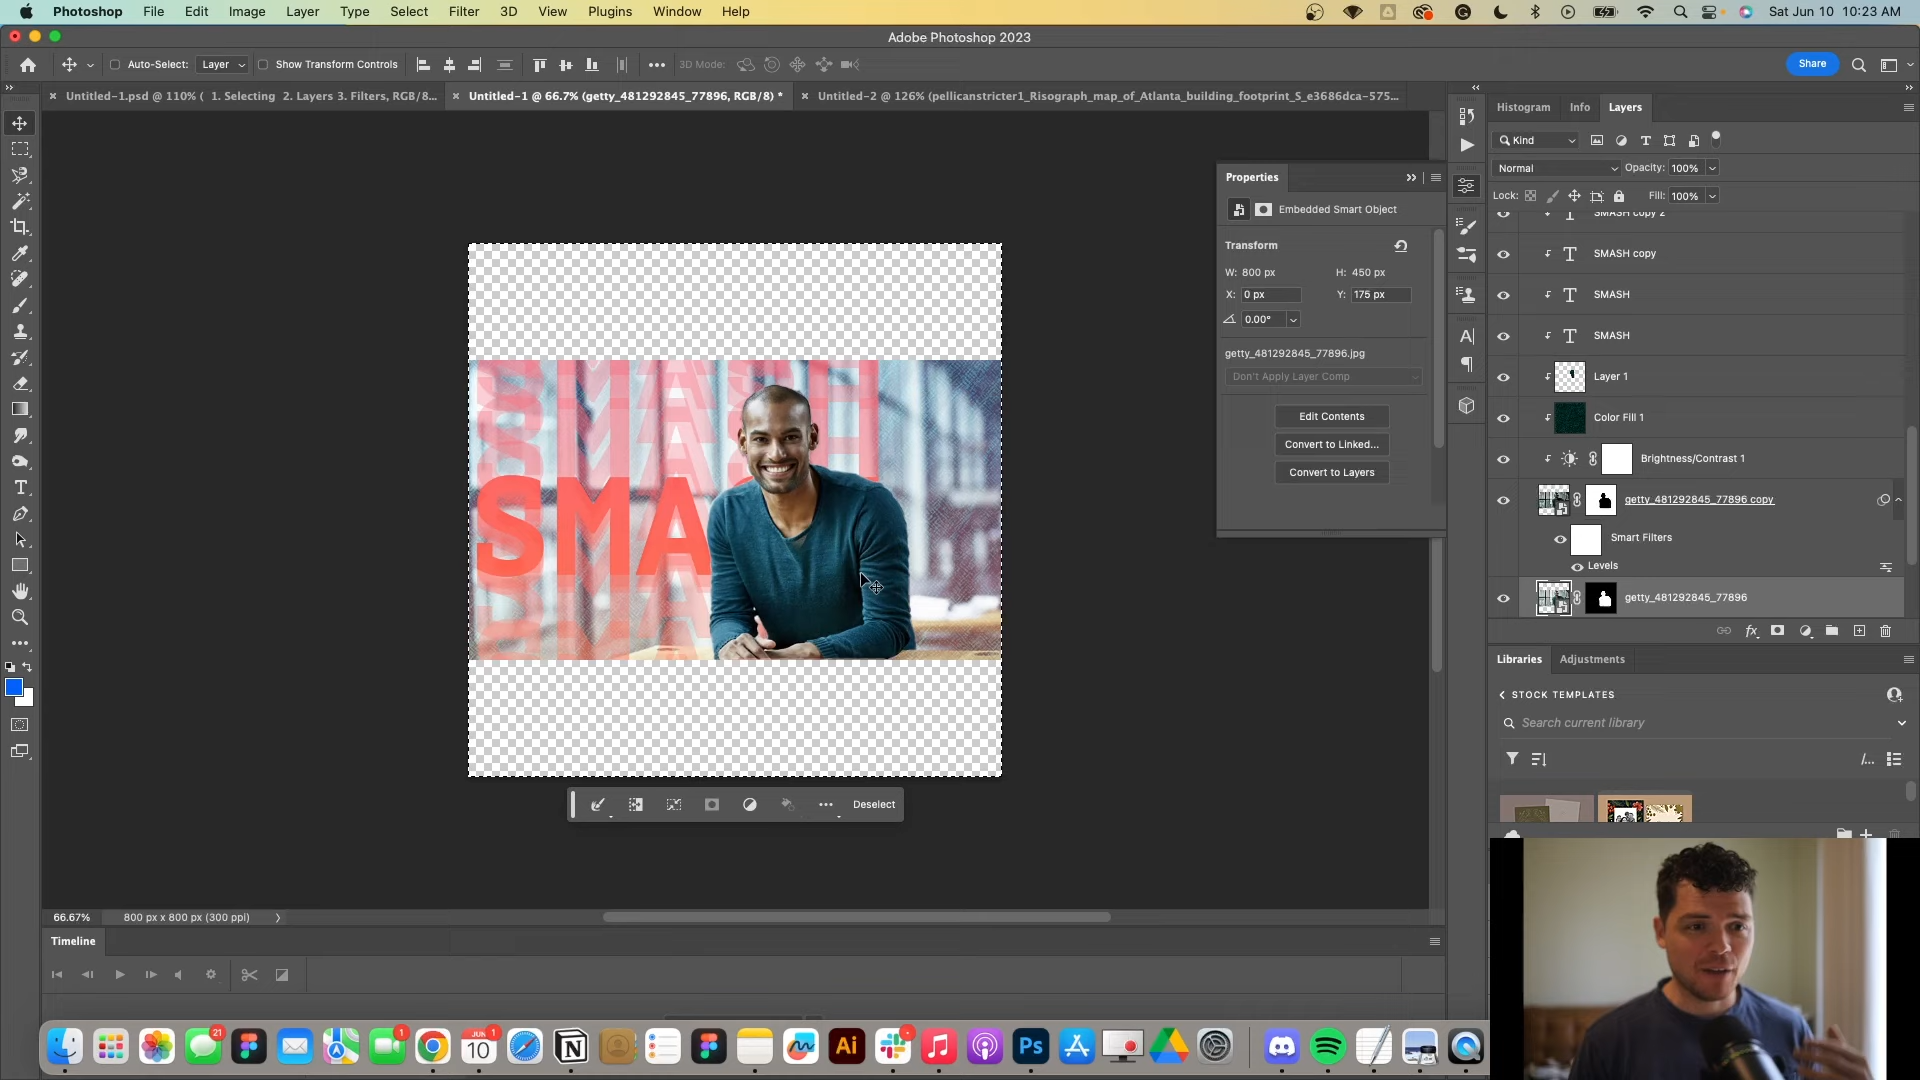 Photoshop File Edit Image Layer Type Select Filter 3D View Plugins Window Help
Sat Jun 10 10:23 AM
Adobe Photoshop 2023
Auto-Select: Layer Show Transform Controls 3D Mode: Share
Untitled-1.psd @ 110% ( 1. Selecting 2. Layers 3. Filters, RGB/8...
Untitled-1 @ 66.7% (getty_481292845_77896, RGB/8) *
Untitled-2 @ 126% (pellicanstricter1_Risograph_map_of_Atlanta_building_footprint_S_e3686dca-575...
Properties
Embedded Smart Object
Transform
W: 800 px H: 450 px
X: 0 px Y: 175 px
0.00°
getty_481292845_77896.jpg
Don't Apply Layer Comp
Edit Contents
Convert to Linked...
Convert to Layers
Histogram Info Layers
Kind
Normal Opacity: 100%
Lock: Fill: 100%
SMASH copy 2
SMASH copy
SMASH
SMASH
Layer 1
Color Fill 1
Brightness/Contrast 1
getty_481292845_77896 copy
Smart Filters
Levels
getty_481292845_77896
Libraries Adjustments
STOCK TEMPLATES
Search current library
SMASH
SMA
Deselect
66.67% 800 px x 800 px (300 ppi)
Timeline
21
1
JUN 1
10
Ai
Ps